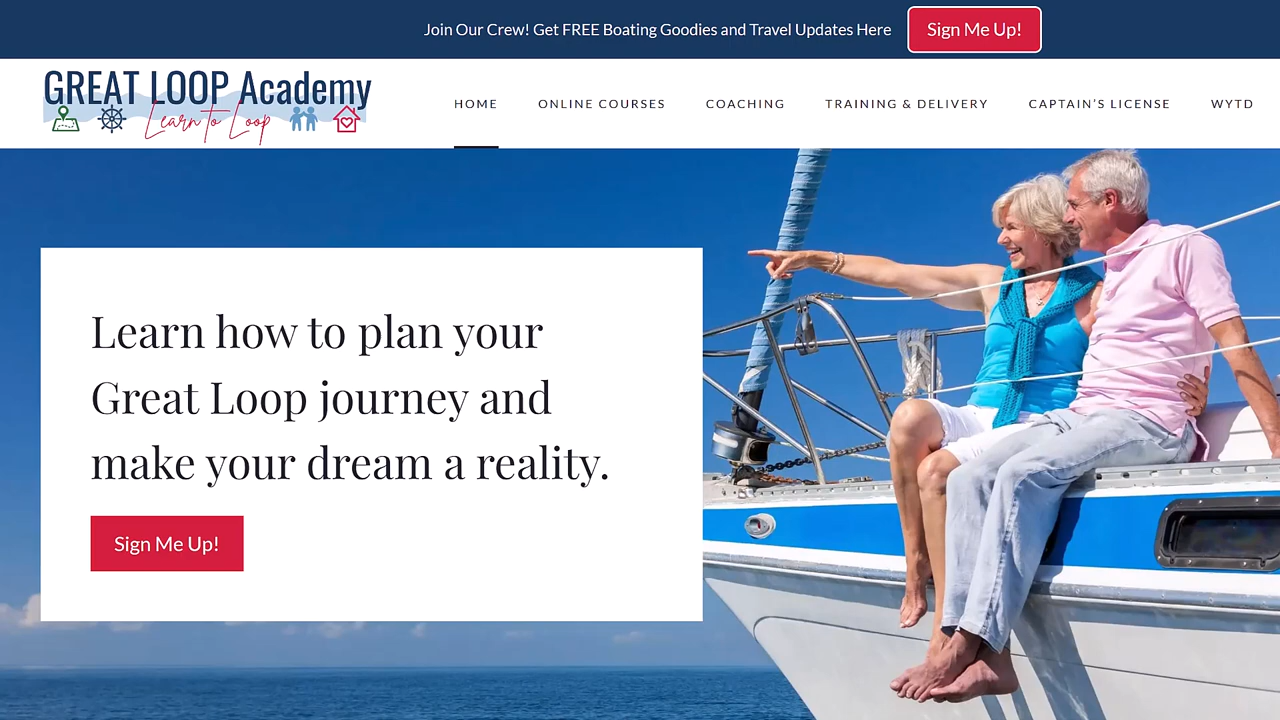 Join Our Crew! Get FREE Boating Goodies and Travel Updates Here
Sign Me Up!
GREAT LOOP Academy
Learn to Loop
HOME
ONLINE COURSES
COACHING
TRAINING & DELIVERY
CAPTAIN'S LICENSE
WYTD
Learn how to plan your
Great Loop journey and
make your dream a reality.
Sign Me Up!